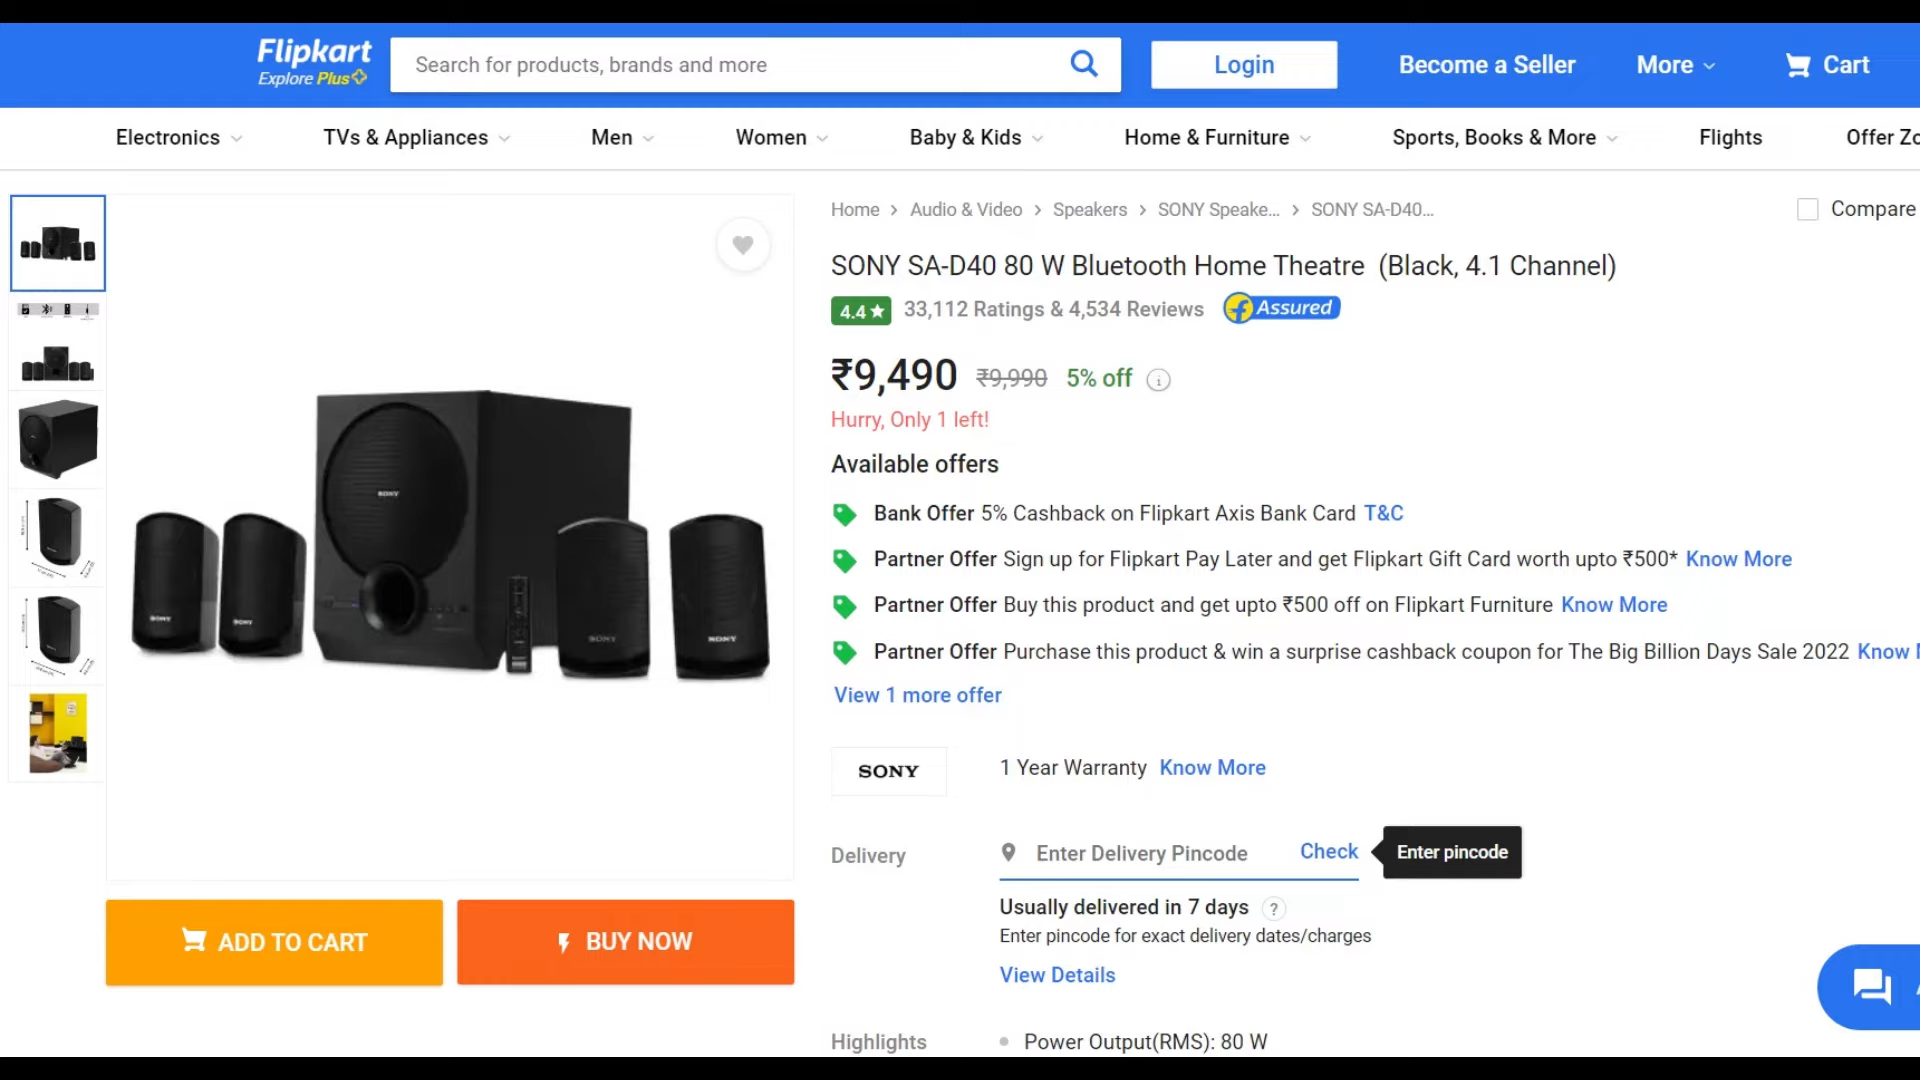 Flipkart
Explore Plus
Search for products, brands and more
Login
Become a Seller
More
Cart
Electronics
TVs & Appliances
Men
Women
Baby & Kids
Home & Furniture
Sports, Books & More
Flights
Offer Zo
Home > Audio & Video > Speakers > SONY Speake... > SONY SA-D40...
Compare
SONY SA-D40 80 W Bluetooth Home Theatre (Black, 4.1 Channel)
4.4★ 33,112 Ratings & 4,534 Reviews Assured
₹9,490 ₹9,990 5% off
Hurry, Only 1 left!
Available offers
Bank Offer 5% Cashback on Flipkart Axis Bank Card T&C
Partner Offer Sign up for Flipkart Pay Later and get Flipkart Gift Card worth upto ₹500* Know More
Partner Offer Buy this product and get upto ₹500 off on Flipkart Furniture Know More
Partner Offer Purchase this product & win a surprise cashback coupon for The Big Billion Days Sale 2022 Know
View 1 more offer
SONY
SONY
SONY
SONY
SONY
SONY
1 Year Warranty Know More
Delivery
Enter Delivery Pincode
Check
Enter pincode
Usually delivered in 7 days ?
Enter pincode for exact delivery dates/charges
View Details
ADD TO CART
BUY NOW
Highlights
Power Output(RMS): 80 W